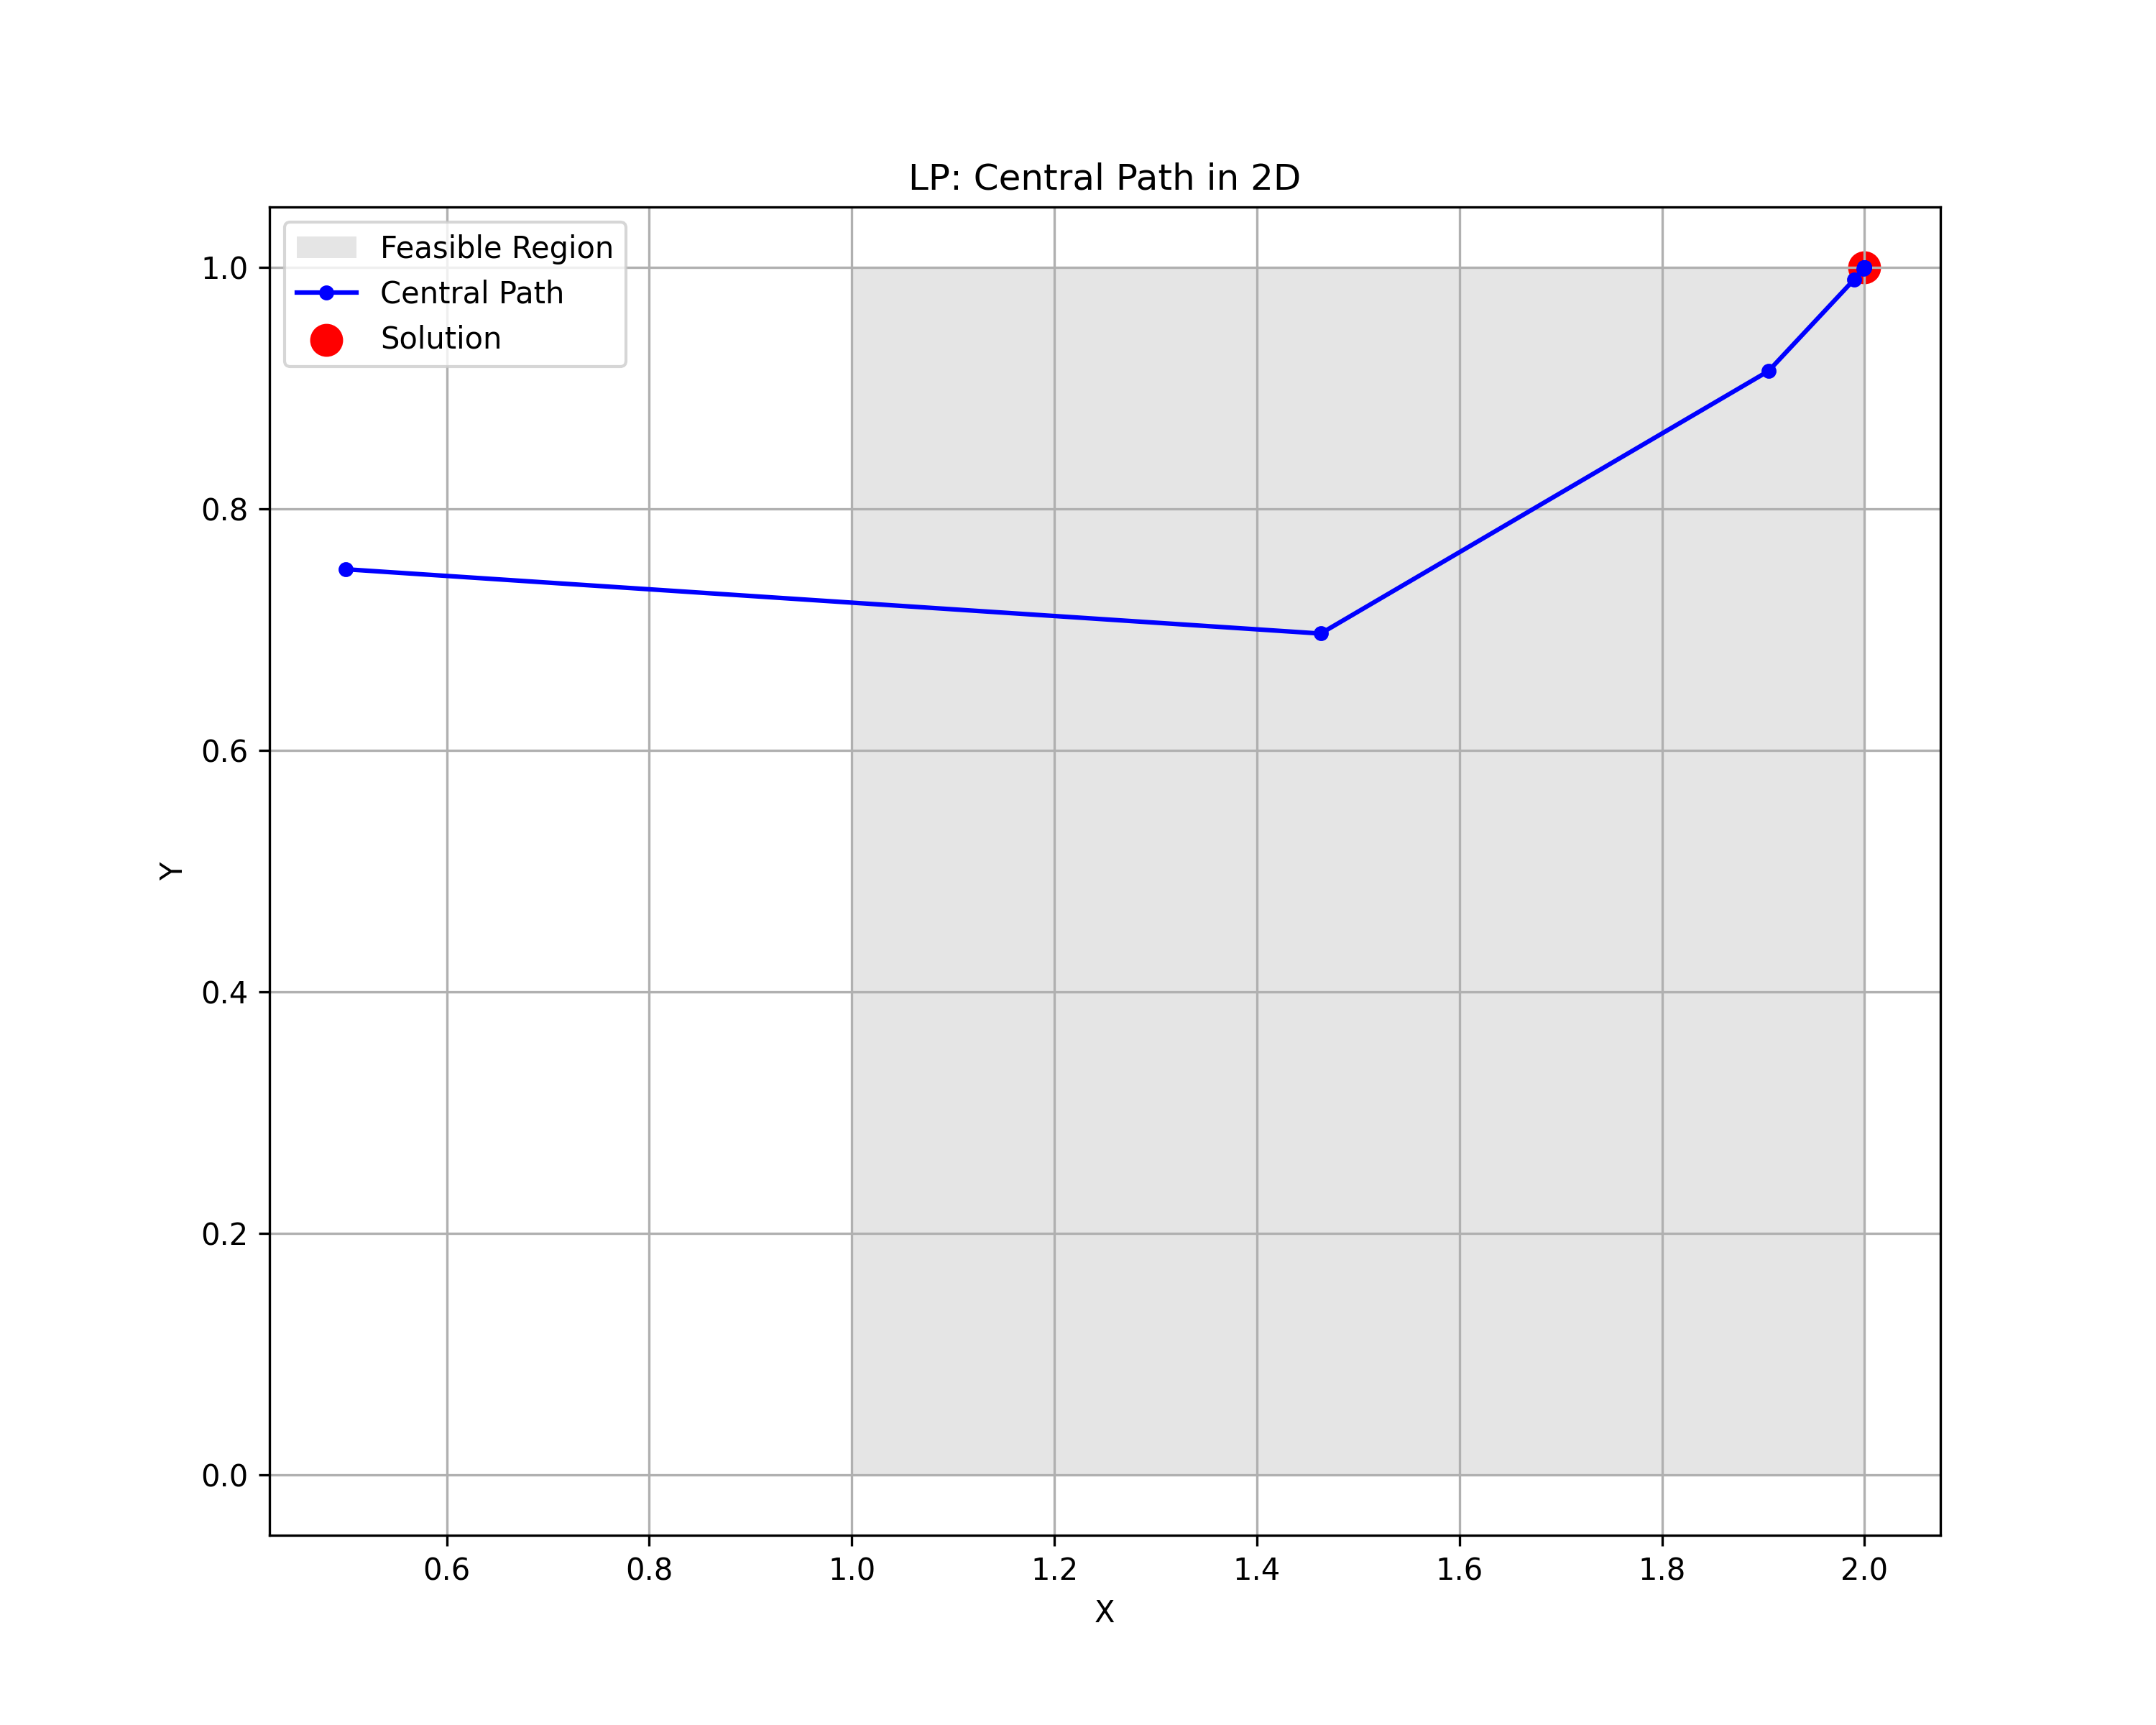 LP: Central Path in 2D
Feasible Region
Central Path
Solution
1.0
0.8
0.6
0.4
0.2
0.0
Y
0.6 0.8 1.0 1.2 1.4 1.6 1.8 2.0
X